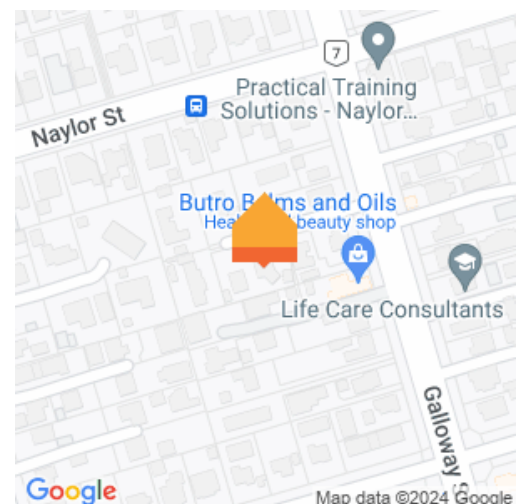 7
Practical Training
Solutions - Naylor...
Naylor St
Butro B lms and Oils
Heal beauty shop
Life Care Consultants
Galloway S
Google
Map data ©2024 Google